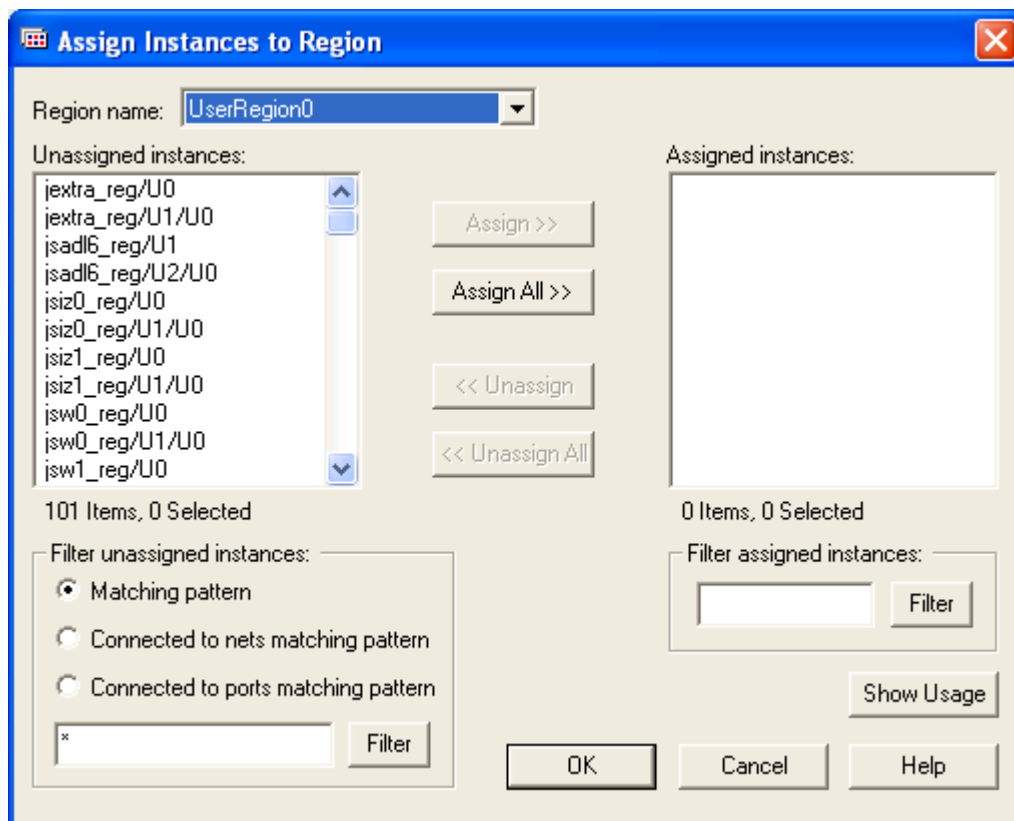 Assign Instances to Region
Region name: UserRegion0
Unassigned instances:
jextra_reg/U0
jextra_reg/U1/U0
jsadl6_reg/U1
jsadl6_reg/U2/U0
jsiz0_reg/U0
jsiz0_reg/U1/U0
jsiz1_reg/U0
jsiz1_reg/U1/U0
jsw0_reg/U0
jsw0_reg/U1/U0
jsw1_reg/U0
101 Items, 0 Selected
Assign >>
Assign All >>
<< Unassign
<< Unassign All
Assigned instances:
0 Items, 0 Selected
Filter unassigned instances:
Matching pattern
Connected to nets matching pattern
Connected to ports matching pattern
* Filter
Filter assigned instances:
Filter
Show Usage
OK Cancel Help